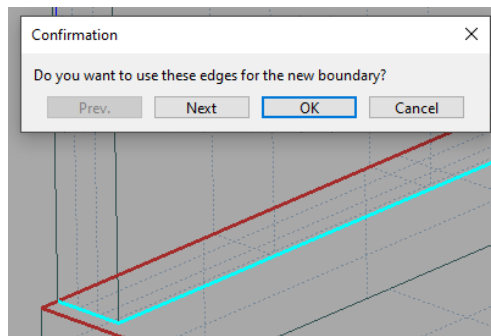 Confirmation
Do you want to use these edges for the new boundary?
Prev. Next OK Cancel